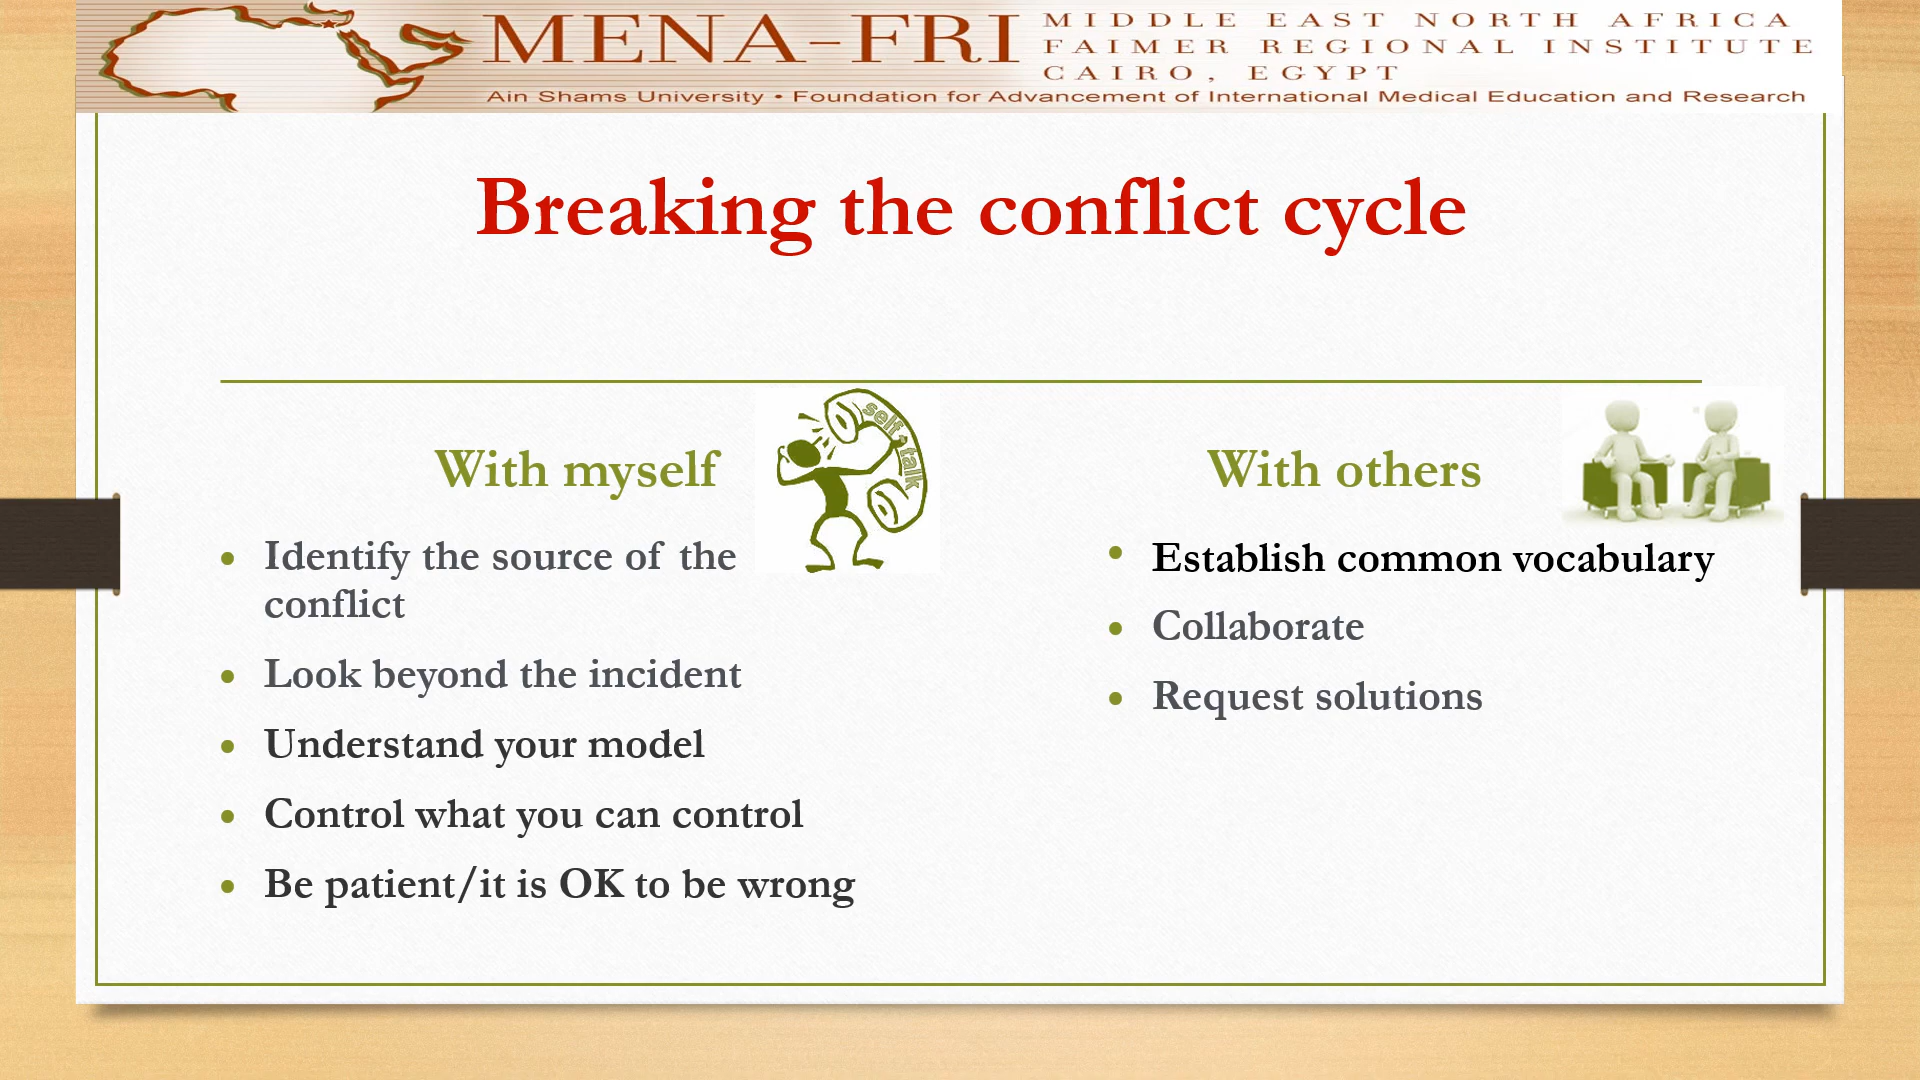 MENA-FRI
MIDDLE EAST NORTH AFRICA
FAIMER REGIONAL INSTITUTE
CAIRO, EGYPT
Ain Shams University • Foundation for Advancement of International Medical Education and Research
Breaking the conflict cycle
With myself
self-talk
• Identify the source of the
conflict
• Look beyond the incident
• Understand your model
• Control what you can control
• Be patient/it is OK to be wrong
With others
• Establish common vocabulary
• Collaborate
• Request solutions